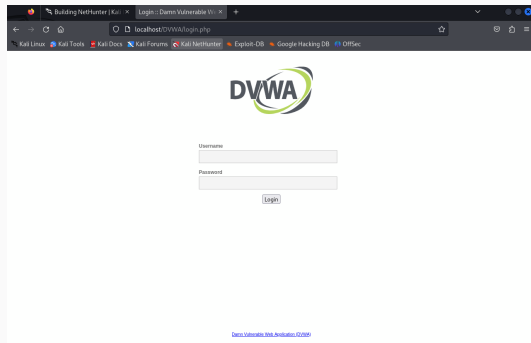 Building NetHunter | Kali × Login :: Damn Vulnerable We × +
localhost/DVWA/login.php
Kali Linux Kali Tools Kali Docs Kali Forums Kali NetHunter Exploit-DB Google Hacking DB OffSec
DVWA
Username
Password
Login
Damn Vulnerable Web Application (DVWA)